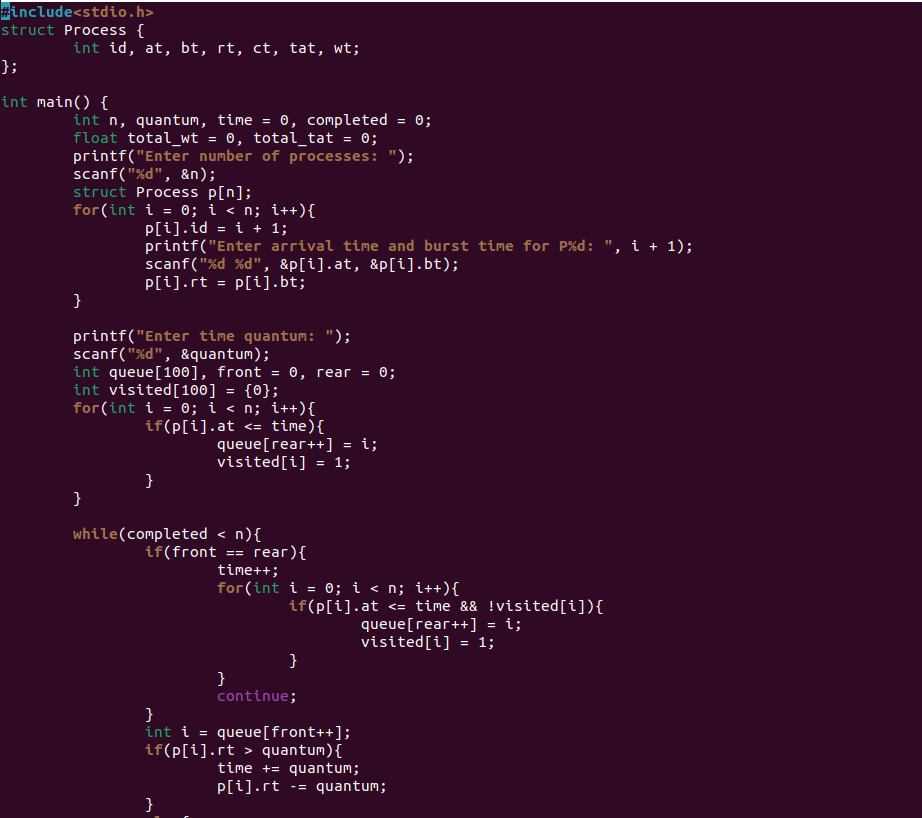 #include<stdio.h>
struct Process {
        int id, at, bt, rt, ct, tat, wt;
};

int main() {
        int n, quantum, time = 0, completed = 0;
        float total_wt = 0, total_tat = 0;
        printf("Enter number of processes: ");
        scanf("%d", &n);
        struct Process p[n];
        for(int i = 0; i < n; i++){
                p[i].id = i + 1;
                printf("Enter arrival time and burst time for P%d: ", i + 1);
                scanf("%d %d", &p[i].at, &p[i].bt);
                p[i].rt = p[i].bt;
        }

        printf("Enter time quantum: ");
        scanf("%d", &quantum);
        int queue[100], front = 0, rear = 0;
        int visited[100] = {0};
        for(int i = 0; i < n; i++){
                if(p[i].at <= time){
                        queue[rear++] = i;
                        visited[i] = 1;
                }
        }

        while(completed < n){
                if(front == rear){
                        time++;
                        for(int i = 0; i < n; i++){
                                if(p[i].at <= time && !visited[i]){
                                        queue[rear++] = i;
                                        visited[i] = 1;
                                }
                        }
                        continue;
                }
                int i = queue[front++];
                if(p[i].rt > quantum){
                        time += quantum;
                        p[i].rt -= quantum;
                }